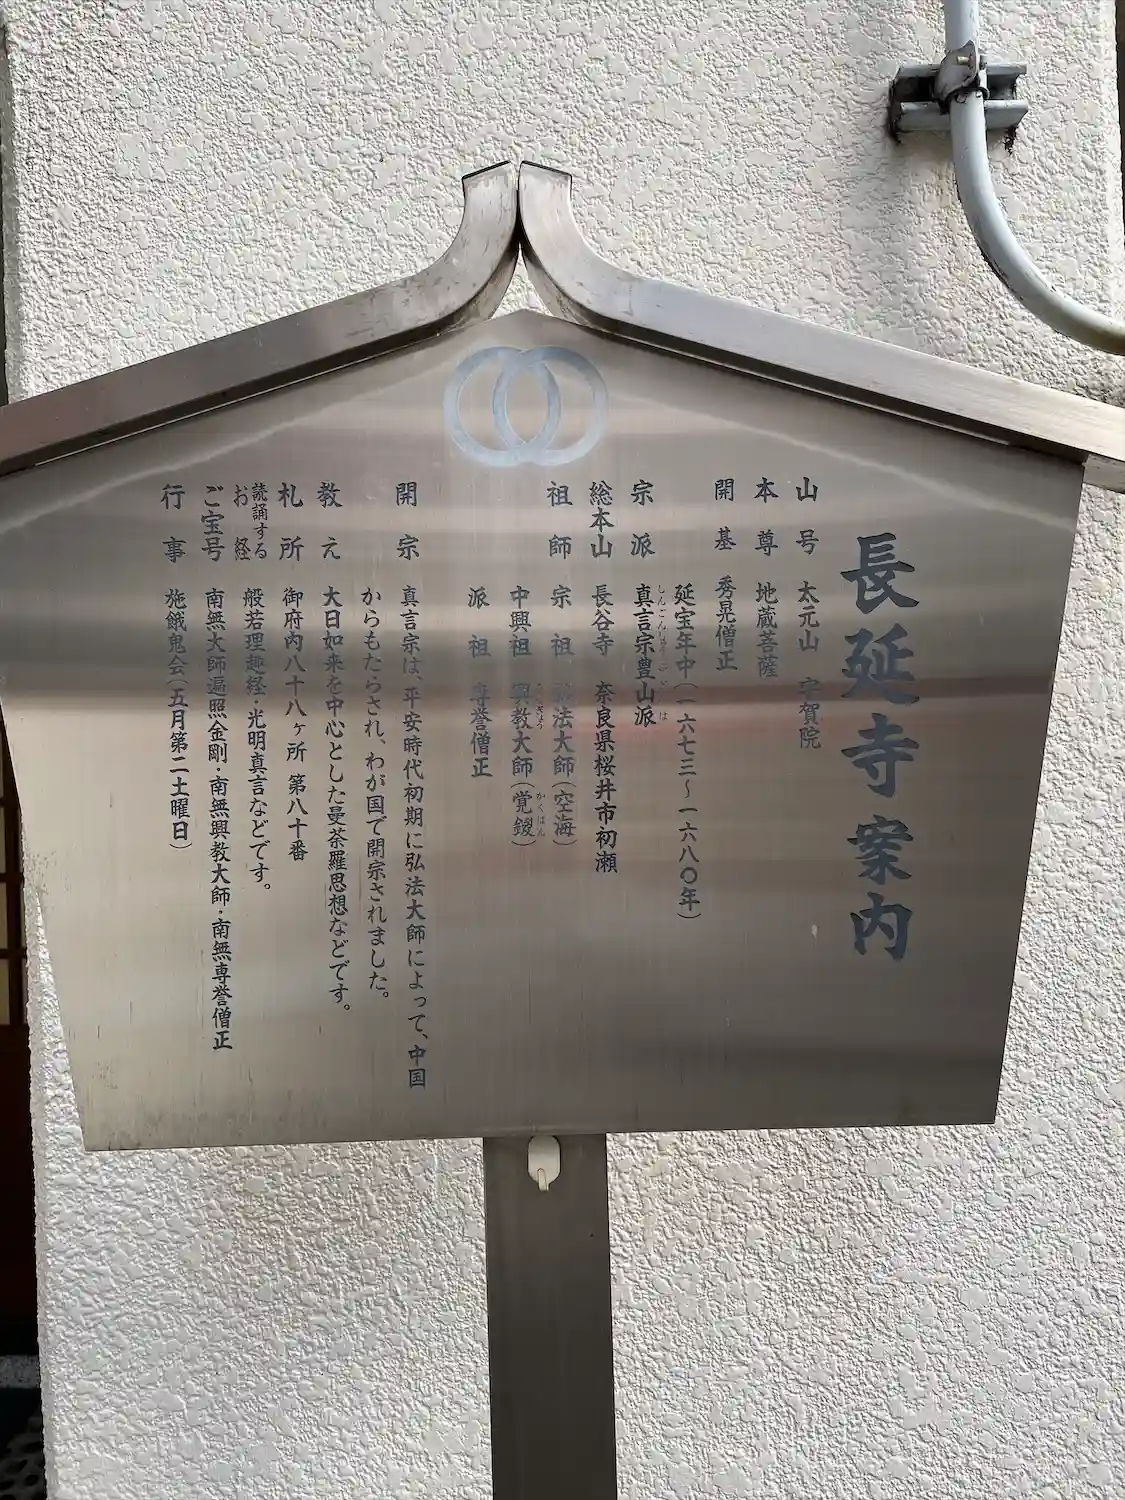 長延寺案内
山号 太元山 宇賀院
本尊 地蔵菩薩
開基 秀晃僧正
延宝年中(一六七三〜一六八〇年)
宗派 真言宗豊山派
総本山 長谷寺 奈良県桜井市初瀬
祖師 宗祖 弘法大師(空海)
中興祖 興教大師(覚鑁)
派祖 専誉僧正
開宗 真言宗は、平安時代初期に弘法大師によって、中国
からもたらされ、わが国で開宗されました。
教え 大日如来を中心とした曼荼羅思想などです。
札所 御府内八十八ヶ所 第八十番
読誦するお経 般若理趣経・光明真言などです。
ご宝号 南無大師遍照金剛・南無興教大師・南無専誉僧正
行事 施餓鬼会(五月第二土曜日)